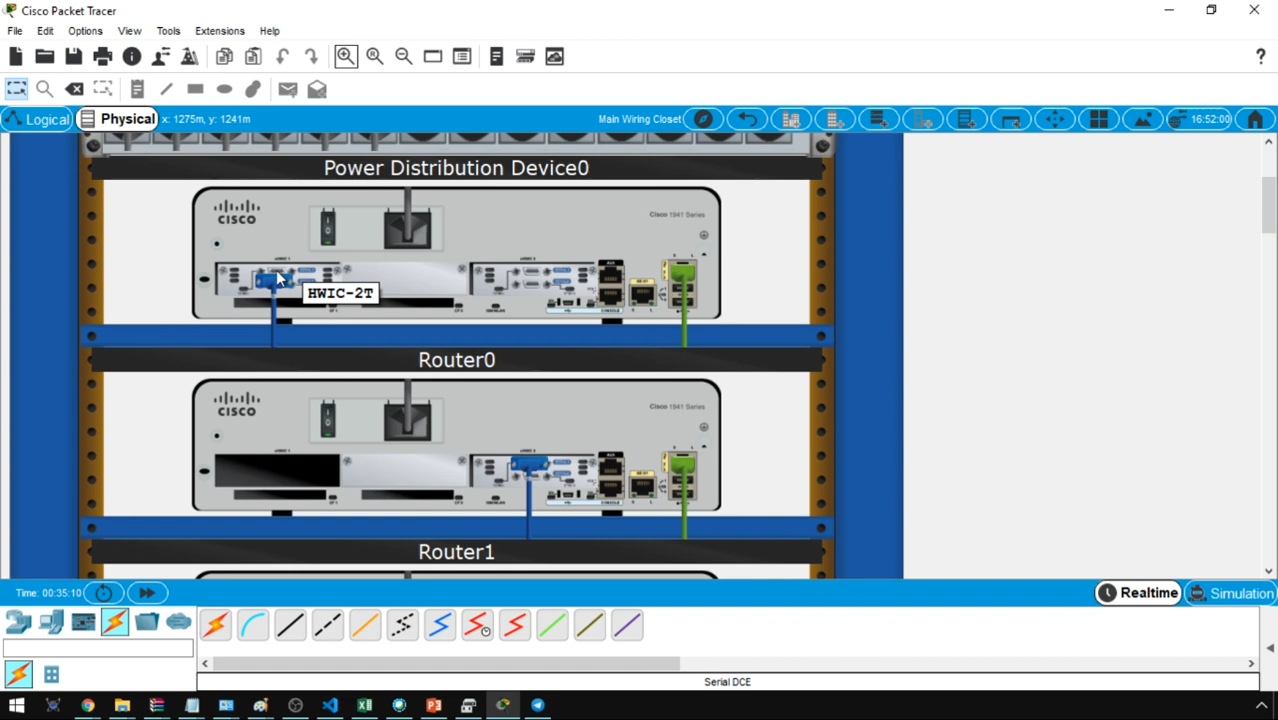 Cisco Packet Tracer
File Edit Options View Tools Extensions Help
Logical Physical x: 1275m, y: 1241m Main Wiring Closet 16:52:00
Power Distribution Device0
CISCO
Cisco 1941 Series
HWIC-2T
Router0
CISCO
Cisco 1941 Series
Router1
Time: 00:35:10 Realtime Simulation
Serial DCE